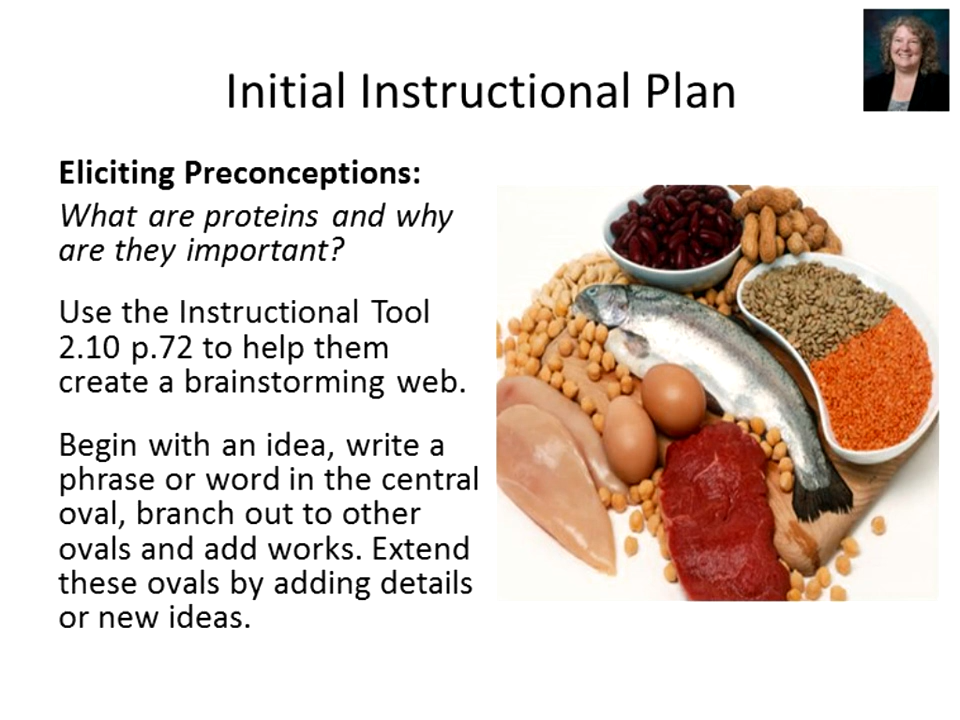 Initial Instructional Plan
Eliciting Preconceptions:
What are proteins and why
are they important?
Use the Instructional Tool
2.10 p.72 to help them
create a brainstorming web.
Begin with an idea, write a
phrase or word in the central
oval, branch out to other
ovals and add works. Extend
these ovals by adding details
or new ideas.